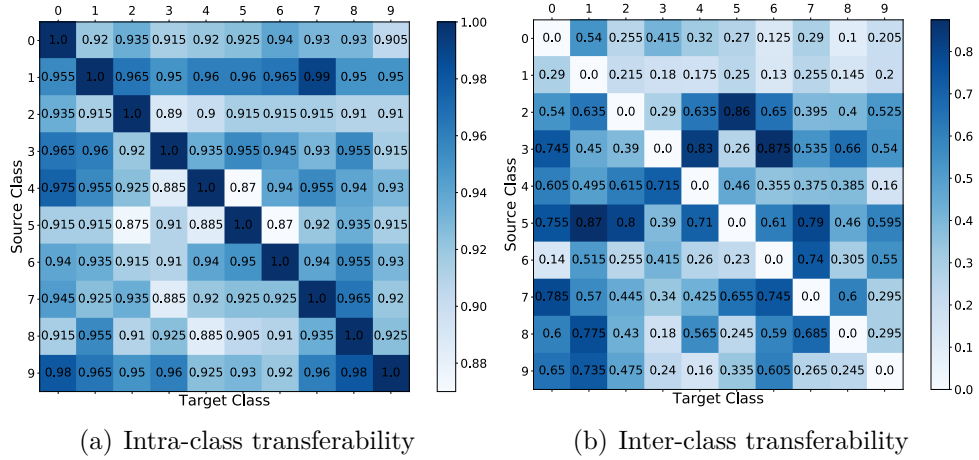 0 1 2 3 4 5 6 7 8 9
0 1.0 0.92 0.935 0.915 0.92 0.925 0.94 0.93 0.93 0.905
1 0.955 1.0 0.965 0.95 0.96 0.96 0.965 0.99 0.95 0.95
2 0.935 0.915 1.0 0.89 0.9 0.915 0.915 0.915 0.91 0.91
3 0.965 0.96 0.92 1.0 0.935 0.955 0.945 0.93 0.955 0.915
4 0.975 0.955 0.925 0.885 1.0 0.87 0.94 0.955 0.94 0.93
5 0.915 0.915 0.875 0.91 0.885 1.0 0.87 0.92 0.935 0.915
6 0.94 0.935 0.915 0.91 0.94 0.95 1.0 0.94 0.955 0.93
7 0.945 0.925 0.935 0.885 0.92 0.925 0.925 1.0 0.965 0.92
8 0.915 0.955 0.91 0.925 0.885 0.905 0.91 0.935 1.0 0.925
9 0.98 0.965 0.95 0.96 0.925 0.93 0.92 0.96 0.98 1.0
Source Class
Target Class
1.00
0.98
0.96
0.94
0.92
0.90
0.88
(a) Intra-class transferability
0 1 2 3 4 5 6 7 8 9
0 0.0 0.54 0.255 0.415 0.32 0.27 0.125 0.29 0.1 0.205
1 0.29 0.0 0.215 0.18 0.175 0.25 0.13 0.255 0.145 0.2
2 0.54 0.635 0.0 0.29 0.635 0.86 0.65 0.395 0.4 0.525
3 0.745 0.45 0.39 0.0 0.83 0.26 0.875 0.535 0.66 0.54
4 0.605 0.495 0.615 0.715 0.0 0.46 0.355 0.375 0.385 0.16
5 0.755 0.87 0.8 0.39 0.71 0.0 0.61 0.79 0.46 0.595
6 0.14 0.515 0.255 0.415 0.26 0.23 0.0 0.74 0.305 0.55
7 0.785 0.57 0.445 0.34 0.425 0.655 0.745 0.0 0.6 0.295
8 0.6 0.775 0.43 0.18 0.565 0.245 0.59 0.685 0.0 0.295
9 0.65 0.735 0.475 0.24 0.16 0.335 0.605 0.265 0.245 0.0
Source Class
Target Class
0.8
0.7
0.6
0.5
0.4
0.3
0.2
0.1
0.0
(b) Inter-class transferability